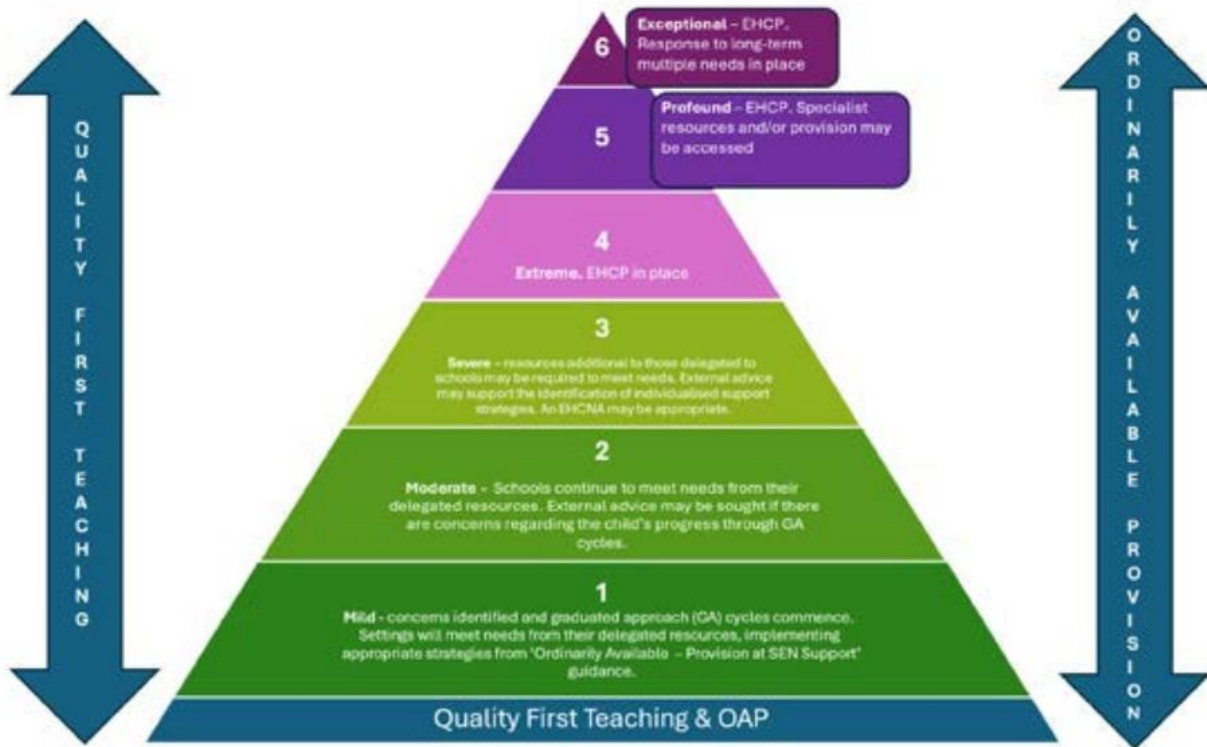 QUALITY FIRST TEACHING
6
Exceptional – EHCP.
Response to long-term
multiple needs in place
5
Profound – EHCP. Specialist
resources and/or provision may
be accessed
4
Extreme. EHCP in place
3
Severe – resources additional to those delegated to
schools may be required to meet needs. External advice
may support the identification of individualised support
strategies. An EHCNA may be appropriate.
2
Moderate – Schools continue to meet needs from their
delegated resources. External advice may be sought if there
are concerns regarding the child's progress through GA
cycles.
1
Mild - concerns identified and graduated approach (GA) cycles commence.
Settings will meet needs from their delegated resources, implementing
appropriate strategies from 'Ordinarily Available – Provision at SEN Support'
guidance.
Quality First Teaching & OAP
ORDINARILY AVAILABLE PROVISION